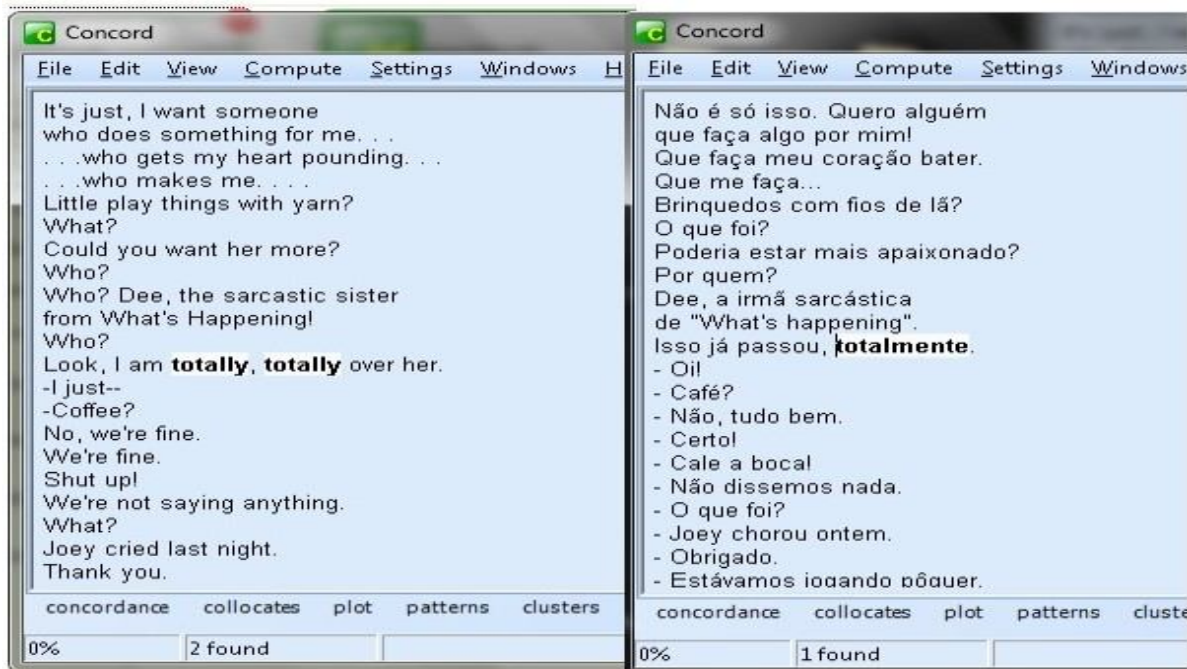 Concord
File Edit View Compute Settings Windows H
It's just, I want someone
who does something for me. . .
. . .who gets my heart pounding. . .
. . .who makes me. . . .
Little play things with yarn?
What?
Could you want her more?
Who?
Who? Dee, the sarcastic sister
from What's Happening!
Who?
Look, I am totally, totally over her.
-I just--
-Coffee?
No, we're fine.
We're fine.
Shut up!
We're not saying anything.
What?
Joey cried last night.
Thank you.
concordance collocates plot patterns clusters
0% 2 found
Concord
File Edit View Compute Settings Windows
Não é só isso. Quero alguém
que faça algo por mim!
Que faça meu coração bater.
Que me faça...
Brinquedos com fios de lã?
O que foi?
Poderia estar mais apaixonado?
Por quem?
Dee, a irmã sarcástica
de "What's happening".
Isso já passou, totalmente.
- Oi!
- Café?
- Não, tudo bem.
- Certo!
- Cale a boca!
- Não dissemos nada.
- O que foi?
- Joey chorou ontem.
- Obrigado.
- Estávamos jogando pôquer.
concordance collocates plot patterns cluste
0% 1 found